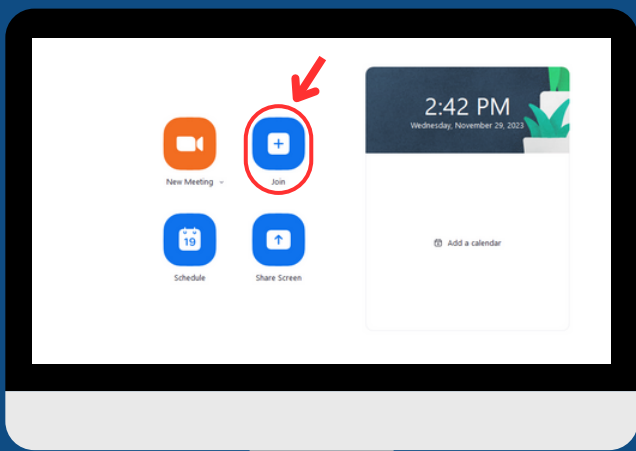 2:42 PM
Wednesday, November 29, 2023
New Meeting
Join
19
Schedule
Share Screen
Add a calendar